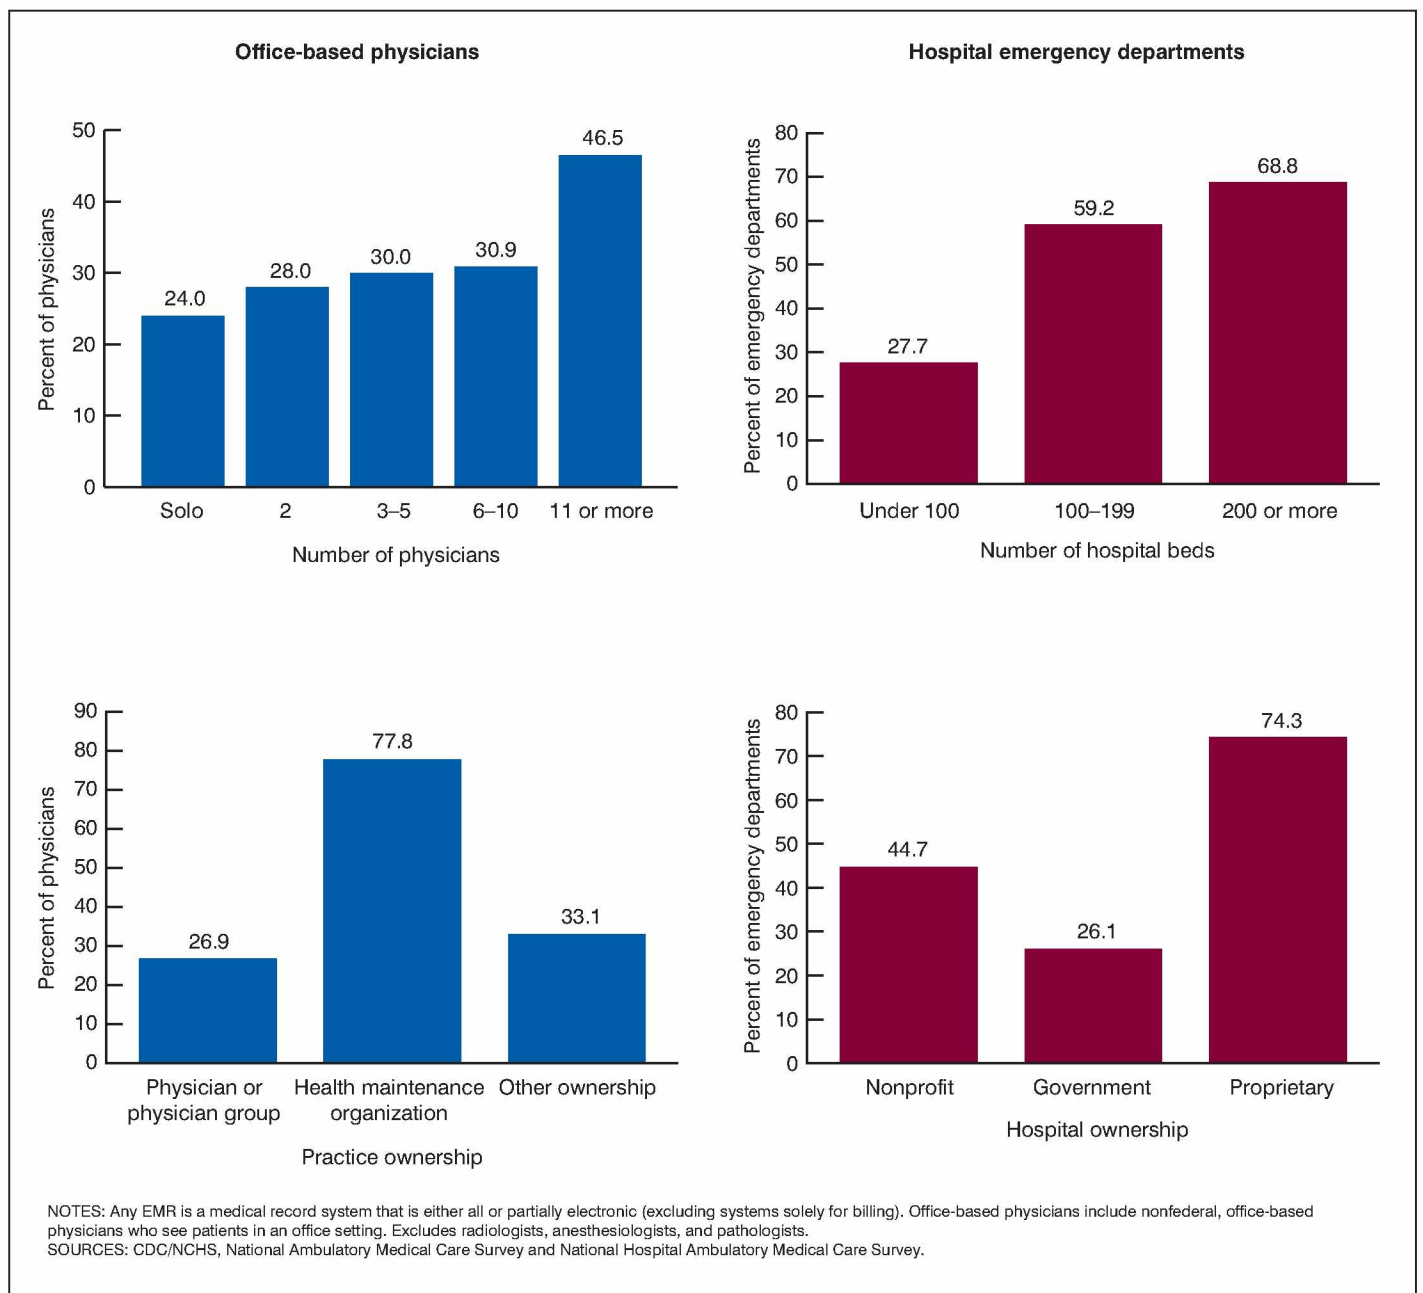 Office-based physicians
Hospital emergency departments
Percent of physicians
50
40
30
20
10
0
24.0
28.0
30.0
30.9
46.5
Solo
2
3–5
6–10
11 or more
Number of physicians
Percent of emergency departments
80
70
60
50
40
30
20
10
0
27.7
59.2
68.8
Under 100
100–199
200 or more
Number of hospital beds
Percent of physicians
90
80
70
60
50
40
30
20
10
0
26.9
77.8
33.1
Physician or
physician group
Health maintenance
organization
Other ownership
Practice ownership
Percent of emergency departments
80
70
60
50
40
30
20
10
0
44.7
26.1
74.3
Nonprofit
Government
Proprietary
Hospital ownership
NOTES: Any EMR is a medical record system that is either all or partially electronic (excluding systems solely for billing). Office-based physicians include nonfederal, office-based
physicians who see patients in an office setting. Excludes radiologists, anesthesiologists, and pathologists.
SOURCES: CDC/NCHS, National Ambulatory Medical Care Survey and National Hospital Ambulatory Medical Care Survey.